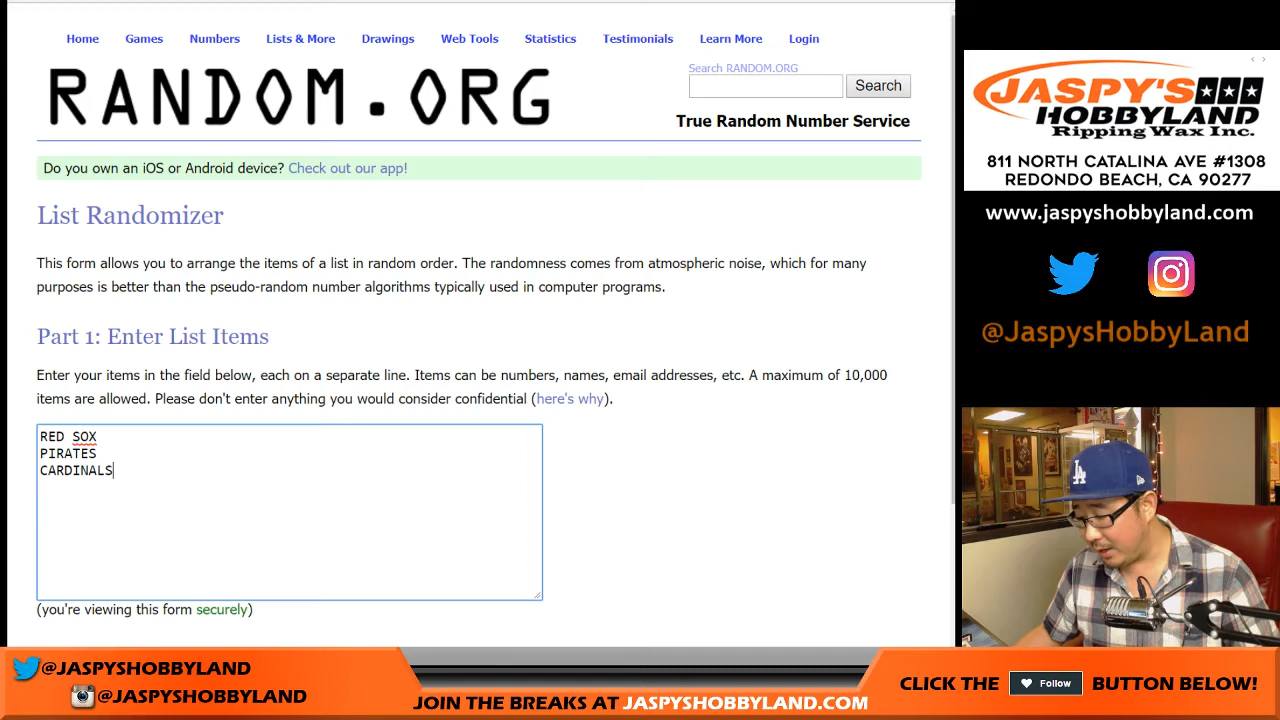 Home Games Numbers Lists & More Drawings Web Tools Statistics Testimonials Learn More Login
RANDOM.ORG
Search RANDOM.ORG
Search
True Random Number Service
Do you own an iOS or Android device? Check out our app!
List Randomizer
This form allows you to arrange the items of a list in random order. The randomness comes from atmospheric noise, which for many
purposes is better than the pseudo-random number algorithms typically used in computer programs.
Part 1: Enter List Items
Enter your items in the field below, each on a separate line. Items can be numbers, names, email addresses, etc. A maximum of 10,000
items are allowed. Please don't enter anything you would consider confidential (here's why).
RED SOX
PIRATES
CARDINALS
(you're viewing this form securely)
JASPY'S
HOBBYLAND
Ripping Wax Inc.
811 NORTH CATALINA AVE #1308
REDONDO BEACH, CA 90277
www.jaspyshobbyland.com
@JaspysHobbyLand
LA
@JASPYSHOBBYLAND
@JASPYSHOBBYLAND
JOIN THE BREAKS AT JASPYSHOBBYLAND.COM
CLICK THE Follow BUTTON BELOW!